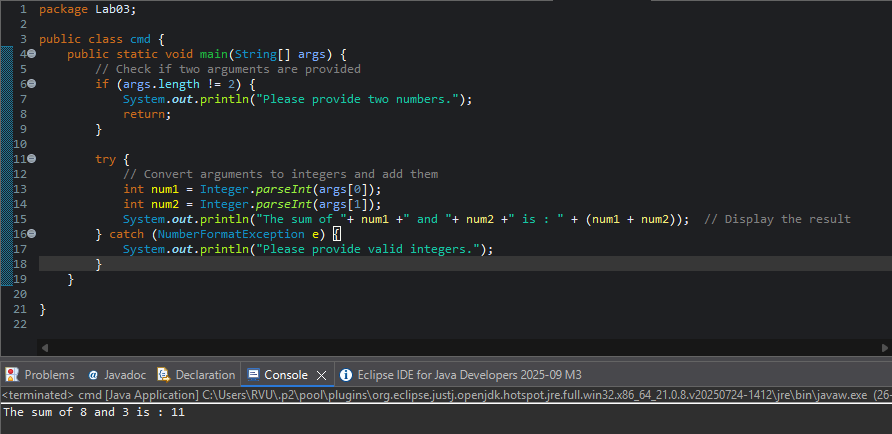 1 package Lab03;
2
3 public class cmd {
4     public static void main(String[] args) {
5         // Check if two arguments are provided
6         if (args.length != 2) {
7             System.out.println("Please provide two numbers.");
8             return;
9         }
10
11         try {
12             // Convert arguments to integers and add them
13             int num1 = Integer.parseInt(args[0]);
14             int num2 = Integer.parseInt(args[1]);
15             System.out.println("The sum of "+ num1 +" and "+ num2 +" is : " + (num1 + num2));  // Display the result
16         } catch (NumberFormatException e) {
17             System.out.println("Please provide valid integers.");
18         }
19     }
20
21 }
22
Problems @ Javadoc Declaration Console Eclipse IDE for Java Developers 2025-09 M3
<terminated> cmd [Java Application] C:\Users\RVU\.p2\pool\plugins\org.eclipse.justj.openjdk.hotspot.jre.full.win32.x86_64_21.0.8.v20250724-1412\jre\bin\javaw.exe (26-
The sum of 8 and 3 is : 11